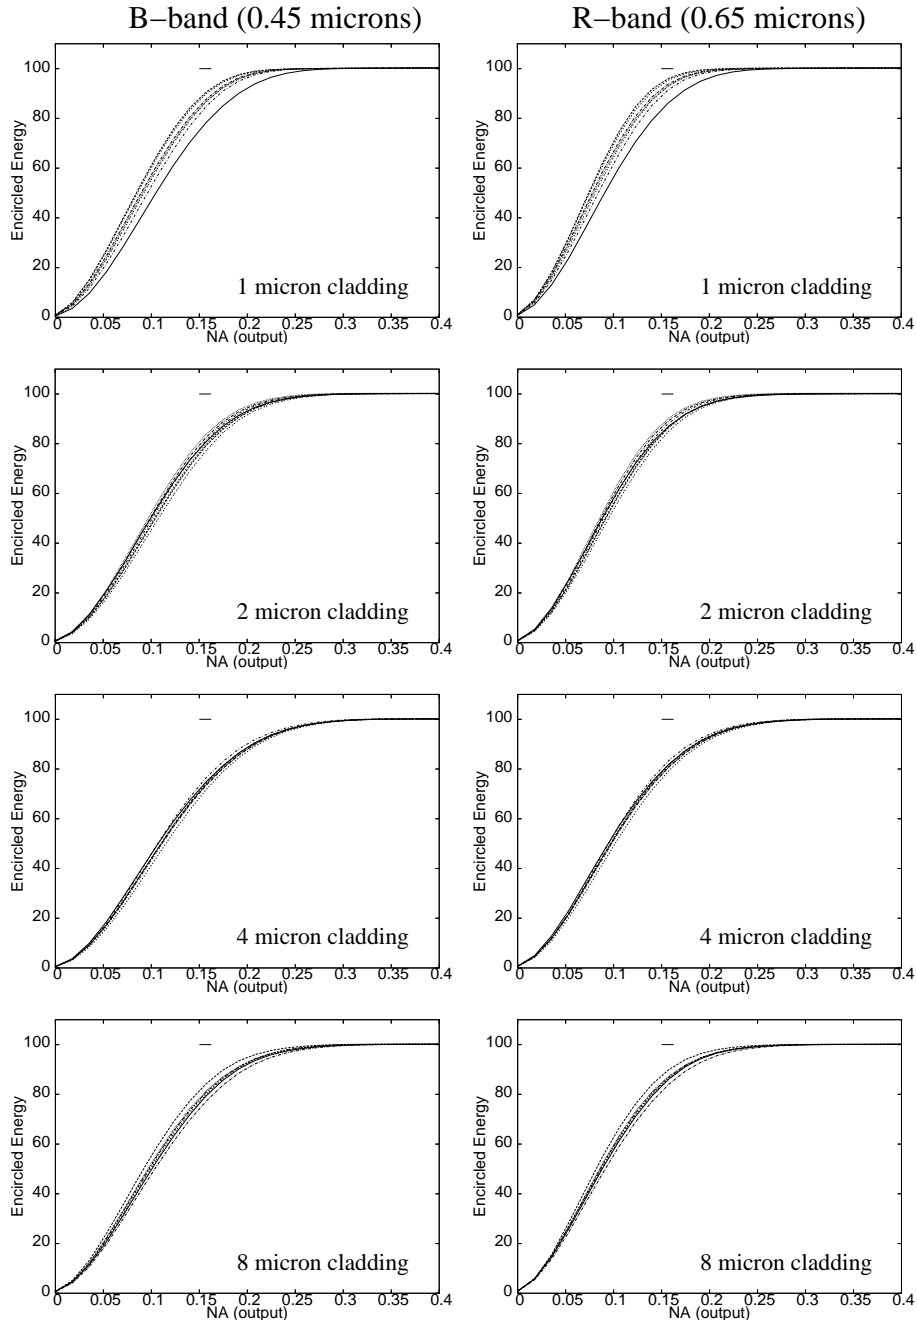 B−band (0.45 microns)
R−band (0.65 microns)
100
80
60
40
20
0
Encircled Energy
1 micron cladding
0 0.05 0.1 0.15 0.2 0.25 0.3 0.35 0.4
NA (output)
100
80
60
40
20
0
Encircled Energy
1 micron cladding
0 0.05 0.1 0.15 0.2 0.25 0.3 0.35 0.4
NA (output)
100
80
60
40
20
0
Encircled Energy
2 micron cladding
0 0.05 0.1 0.15 0.2 0.25 0.3 0.35 0.4
NA (output)
100
80
60
40
20
0
Encircled Energy
2 micron cladding
0 0.05 0.1 0.15 0.2 0.25 0.3 0.35 0.4
NA (output)
100
80
60
40
20
0
Encircled Energy
4 micron cladding
0 0.05 0.1 0.15 0.2 0.25 0.3 0.35 0.4
NA (output)
100
80
60
40
20
0
Encircled Energy
4 micron cladding
0 0.05 0.1 0.15 0.2 0.25 0.3 0.35 0.4
NA (output)
100
80
60
40
20
0
Encircled Energy
8 micron cladding
0 0.05 0.1 0.15 0.2 0.25 0.3 0.35 0.4
NA (output)
100
80
60
40
20
0
Encircled Energy
8 micron cladding
0 0.05 0.1 0.15 0.2 0.25 0.3 0.35 0.4
NA (output)